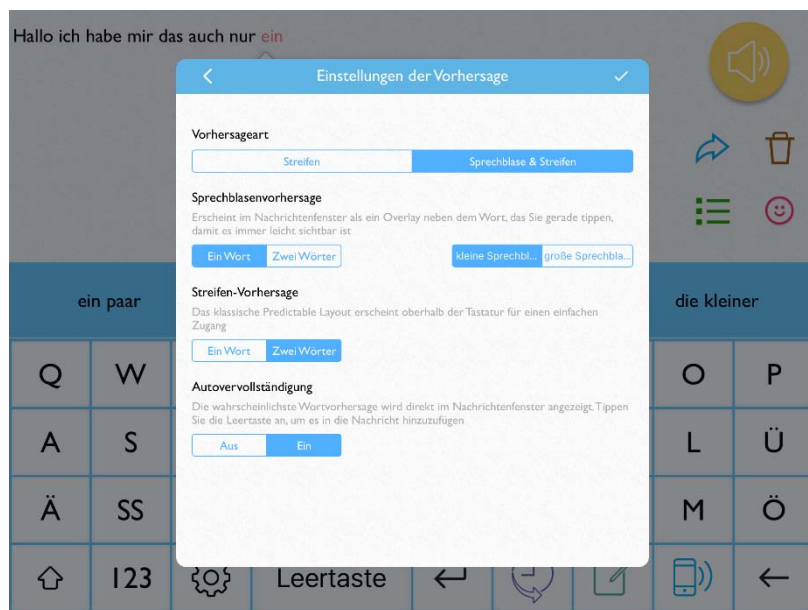 Hallo ich habe mir das auch nur ein
Einstellungen der Vorhersage
Vorhersageart
Streifen
Sprechblase & Streifen
Sprechblasenvorhersage
Erscheint im Nachrichtenfenster als ein Overlay neben dem Wort, das Sie gerade tippen,
damit es immer leicht sichtbar ist
Ein Wort
Zwei Wörter
kleine Sprechbl...
große Sprechbla...
Streifen-Vorhersage
Das klassische Predictable Layout erscheint oberhalb der Tastatur für einen einfachen
Zugang
Ein Wort
Zwei Wörter
Autovervollständigung
Die wahrscheinlichste Wortvorhersage wird direkt im Nachrichtenfenster angezeigt. Tippen
Sie die Leertaste an, um es in die Nachricht hinzuzufügen
Aus
Ein
ein paar
die kleiner
Q W O P
A S L Ü
Ä SS M Ö
123 Leertaste